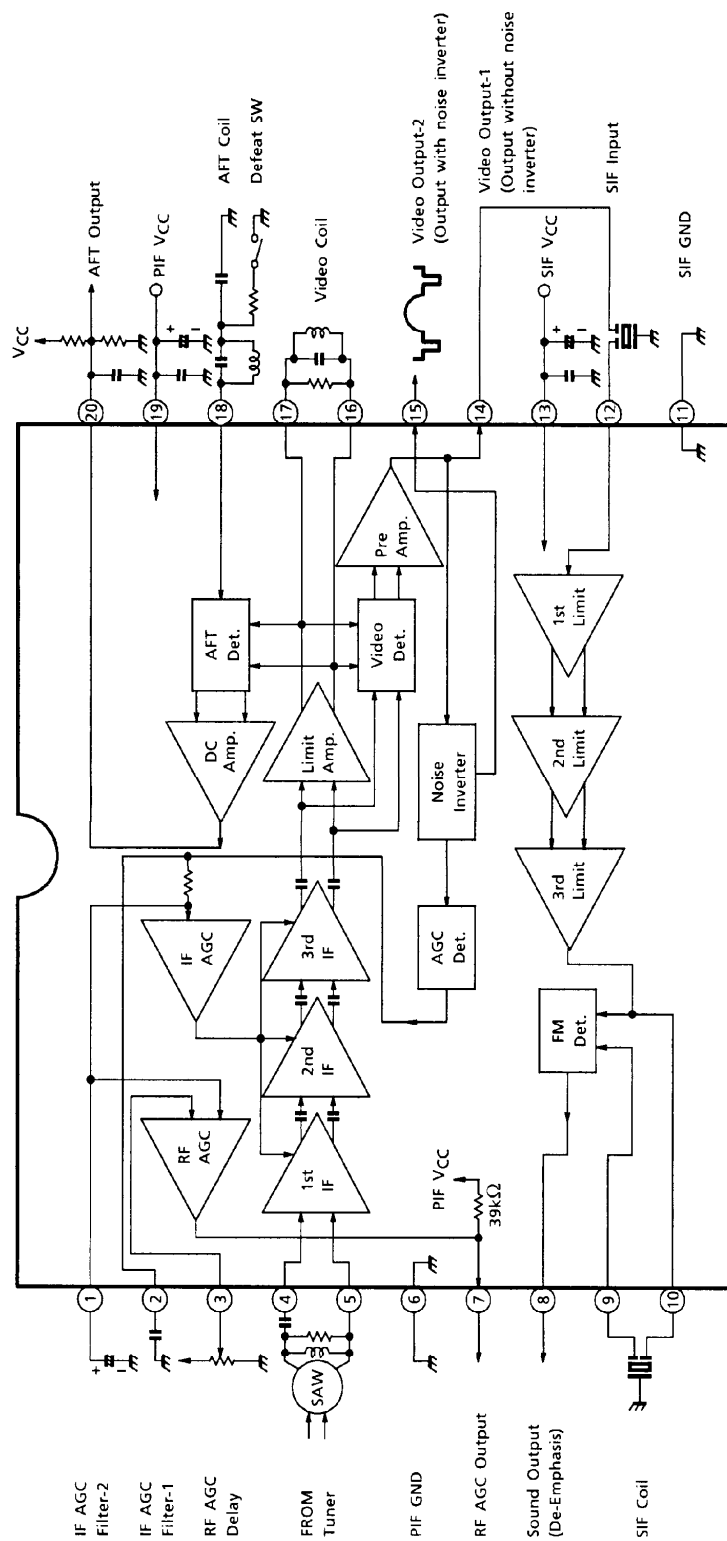 VCC
AFT Output
PIF VCC
AFT Coil
Defeat SW
Video Coil
Video Output-2
(Output with noise inverter)
Video Output-1
(Output without noise
inverter)
SIF VCC
SIF Input
SIF GND
+
−
+
−
20
19
18
17
16
15
14
13
12
11
AFT
Det.
DC
Amp.
Limit
Amp.
Video
Det.
Pre
Amp.
Noise
Inverter
AGC
Det.
IF
AGC
RF
AGC
1st
IF
2nd
IF
3rd
IF
1st
Limit
2nd
Limit
3rd
Limit
FM
Det.
PIF VCC
39kΩ
1
2
3
4
5
6
7
8
9
10
+
−
SAW
IF AGC
Filter-2
IF AGC
Filter-1
RF AGC
Delay
FROM
Tuner
PIF GND
RF AGC Output
Sound Output
(De-Emphasis)
SIF Coil